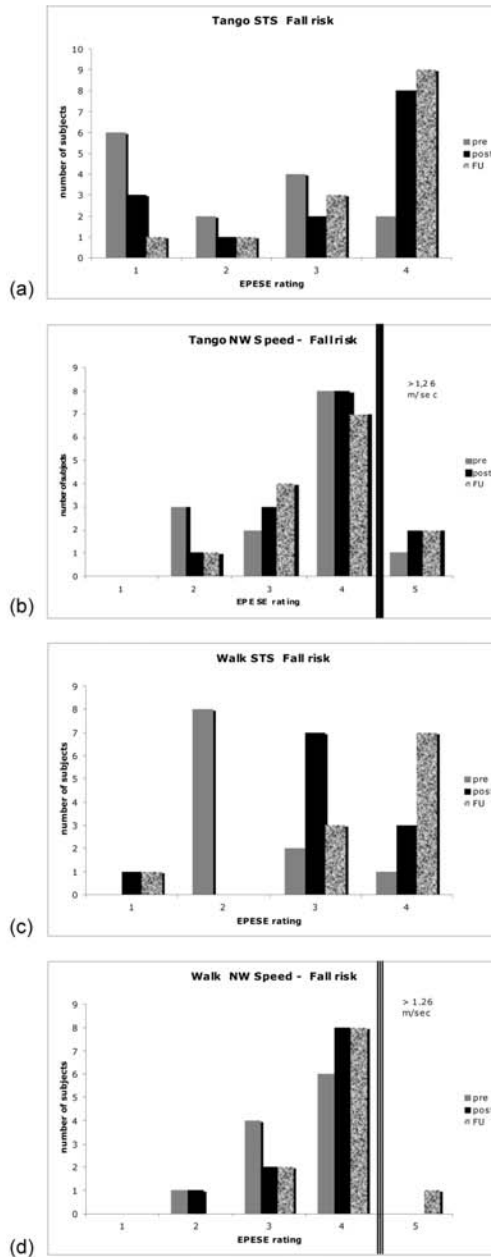 Tango STS Fall risk
10
9
8
7
6
5
4
3
2
1
0
number of subjects
1 2 3 4
EPESE rating
pre
post
FU
(a)
Tango NW Speed - Fall risk
>1,26
m/sec
9
8
7
6
5
4
3
2
1
0
number of subjects
1 2 3 4 5
EPESE rating
pre
post
FU
(b)
Walk STS Fall risk
9
8
7
6
5
4
3
2
1
0
number of subjects
1 2 3 4
EPESE rating
pre
post
FU
(c)
Walk NW Speed - Fall risk
> 1.26
m/sec
9
8
7
6
5
4
3
2
1
0
number of subjects
1 2 3 4 5
EPESE rating
pre
post
FU
(d)